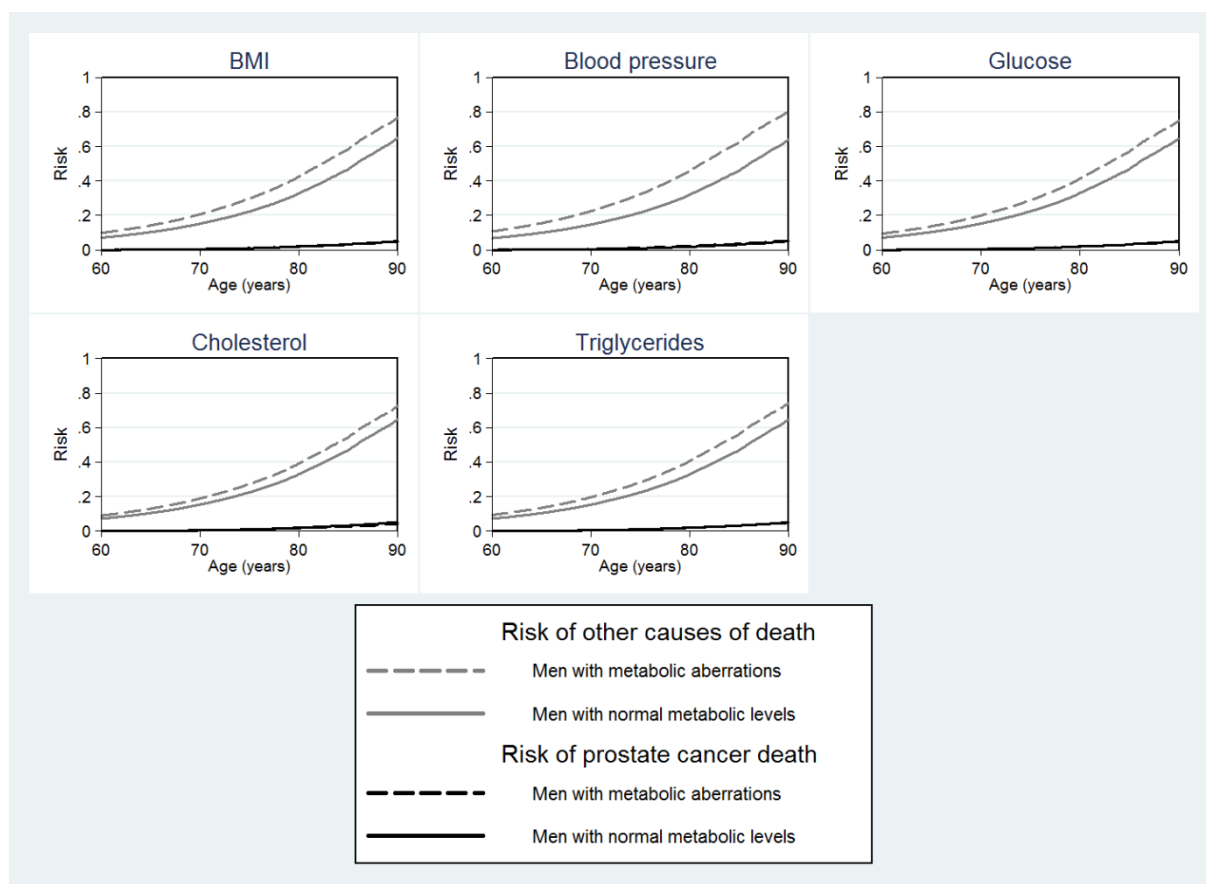 BMI
1
.8
.6
.4
.2
0
Risk
60 70 80 90
Age (years)
Blood pressure
1
.8
.6
.4
.2
0
Risk
60 70 80 90
Age (years)
Glucose
1
.8
.6
.4
.2
0
Risk
60 70 80 90
Age (years)
Cholesterol
1
.8
.6
.4
.2
0
Risk
60 70 80 90
Age (years)
Triglycerides
1
.8
.6
.4
.2
0
Risk
60 70 80 90
Age (years)
Risk of other causes of death
Men with metabolic aberrations
Men with normal metabolic levels
Risk of prostate cancer death
Men with metabolic aberrations
Men with normal metabolic levels